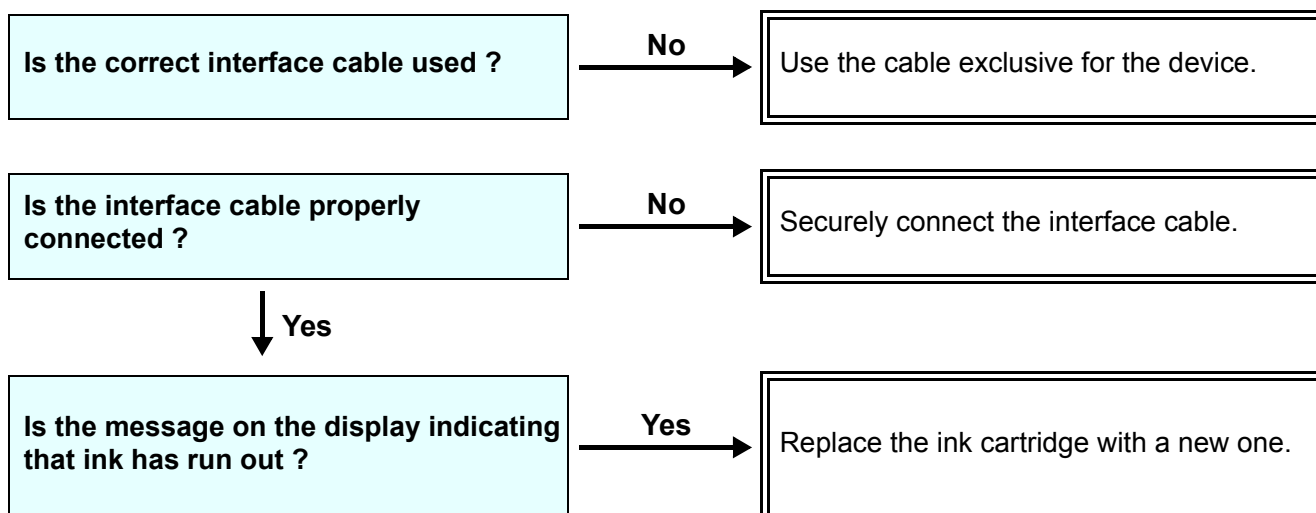 Is the correct interface cable used ?
No
Use the cable exclusive for the device.
Is the interface cable properly
connected ?
No
Securely connect the interface cable.
Yes
Is the message on the display indicating
that ink has run out ?
Yes
Replace the ink cartridge with a new one.